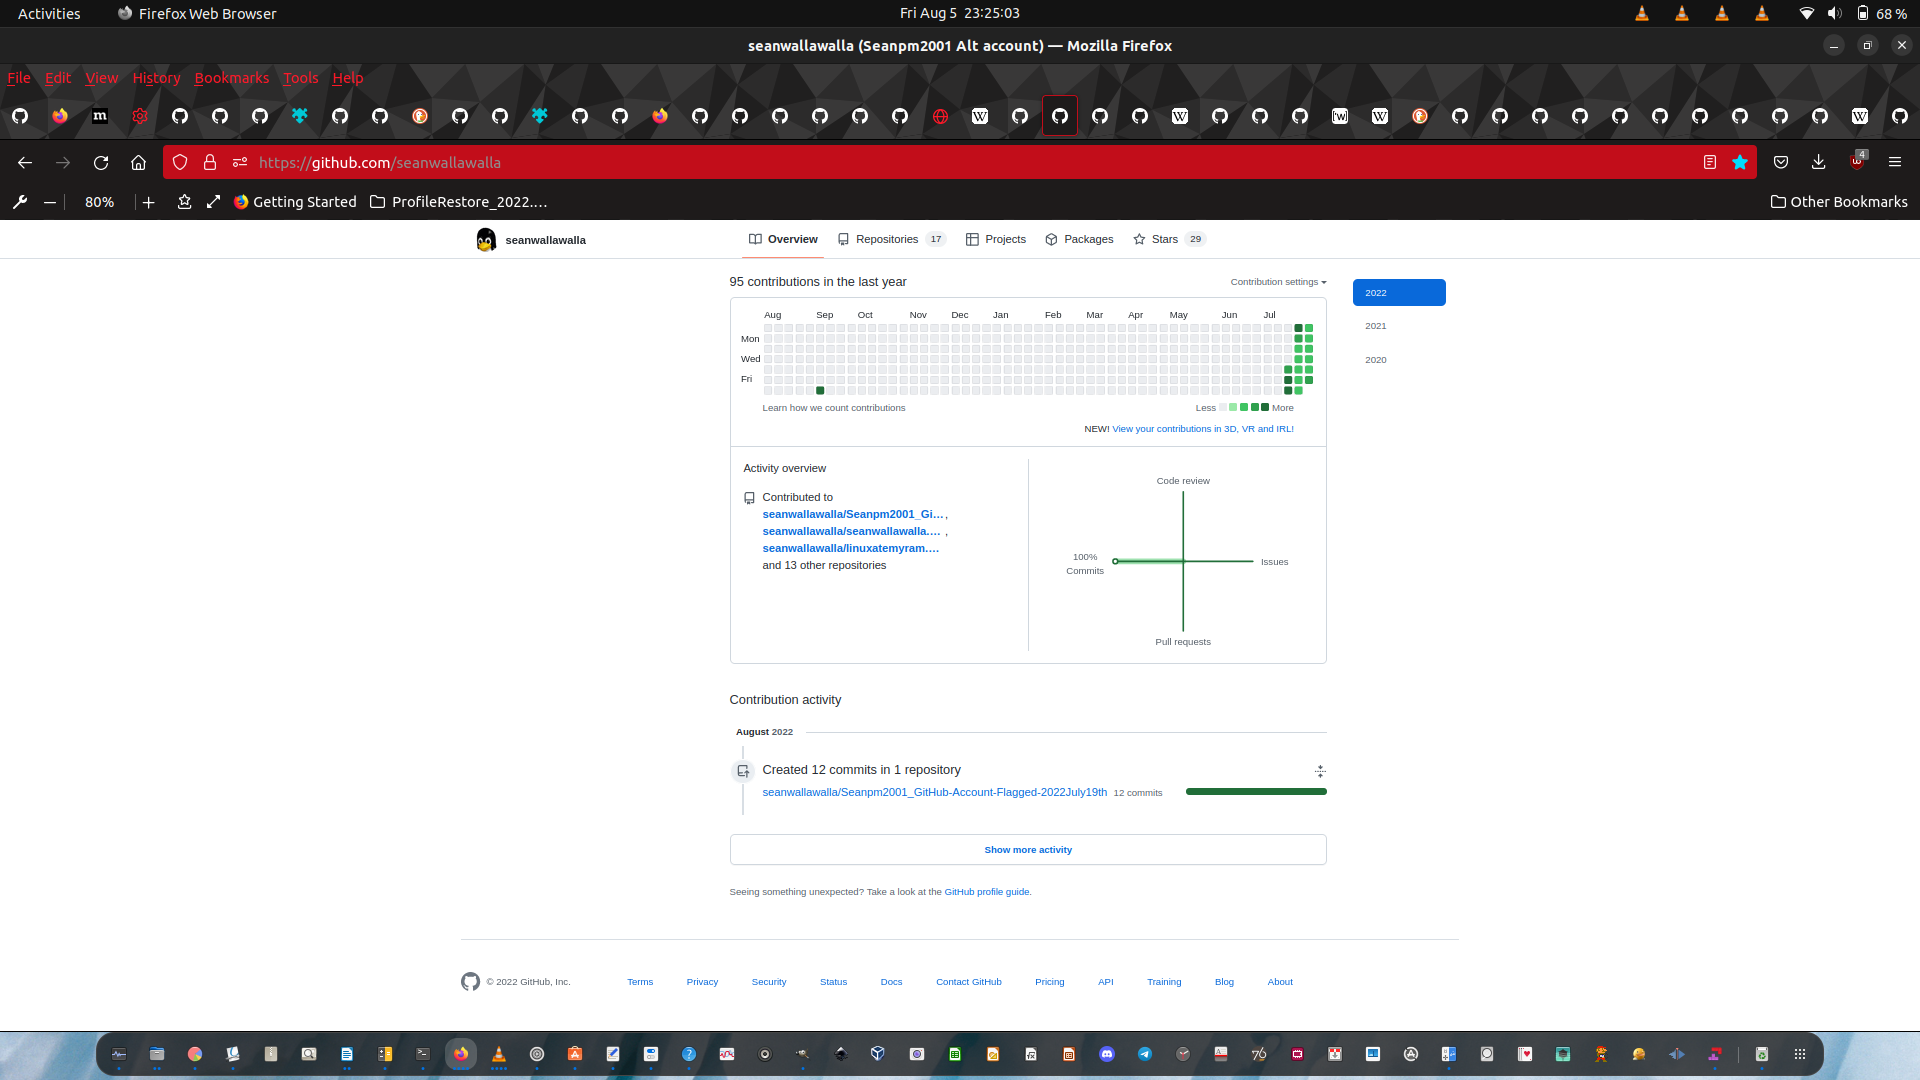 Activities Firefox Web Browser Fri Aug 5 23:25:03 68 %
seanwallawalla (Seanpm2001 Alt account) — Mozilla Firefox
File Edit View History Bookmarks Tools Help
https://github.com/seanwallawalla 4
80% Getting Started ProfileRestore_2022.… Other Bookmarks
seanwallawalla Overview Repositories 17 Projects Packages Stars 29
95 contributions in the last year Contribution settings
2022
2021
2020
Aug Sep Oct Nov Dec Jan Feb Mar Apr May Jun Jul
Mon
Wed
Fri
Learn how we count contributions Less More
NEW! View your contributions in 3D, VR and IRL!
Activity overview
Contributed to
seanwallawalla/Seanpm2001_Gi… ,
seanwallawalla/seanwallawalla.… ,
seanwallawalla/linuxatemyram.…
and 13 other repositories
Code review
100%
Commits
Issues
Pull requests
Contribution activity
August 2022
Created 12 commits in 1 repository
seanwallawalla/Seanpm2001_GitHub-Account-Flagged-2022July19th 12 commits
Show more activity
Seeing something unexpected? Take a look at the GitHub profile guide.
© 2022 GitHub, Inc. Terms Privacy Security Status Docs Contact GitHub Pricing API Training Blog About